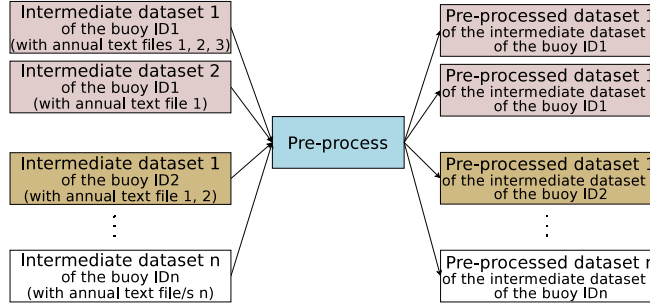 Intermediate dataset 1
of the buoy ID1
(with annual text files 1, 2, 3)
Intermediate dataset 2
of the buoy ID1
(with annual text file 1)
Intermediate dataset 1
of the buoy ID2
(with annual text file 1, 2)
Intermediate dataset n
of the buoy IDn
(with annual text file/s n)
Pre-process
Pre-processed dataset 1
of the intermediate dataset
of the buoy ID1
Pre-processed dataset 1
of the intermediate dataset
of the buoy ID1
Pre-processed dataset 1
of the intermediate dataset
of the buoy ID2
Pre-processed dataset n
of the intermediate dataset
of the buoy IDn